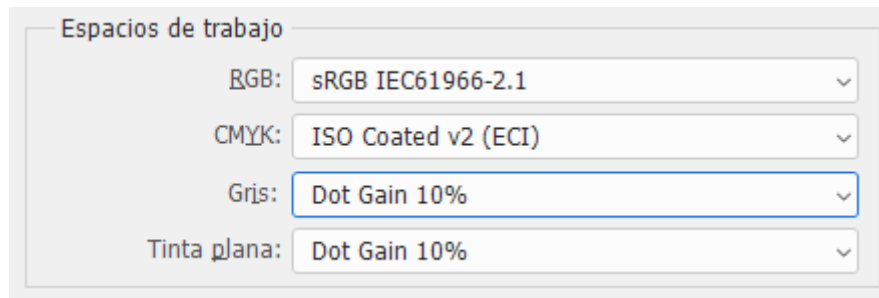 Espacios de trabajo
RGB: sRGB IEC61966-2.1
CMYK: ISO Coated v2 (ECI)
Gris: Dot Gain 10%
Tinta plana: Dot Gain 10%